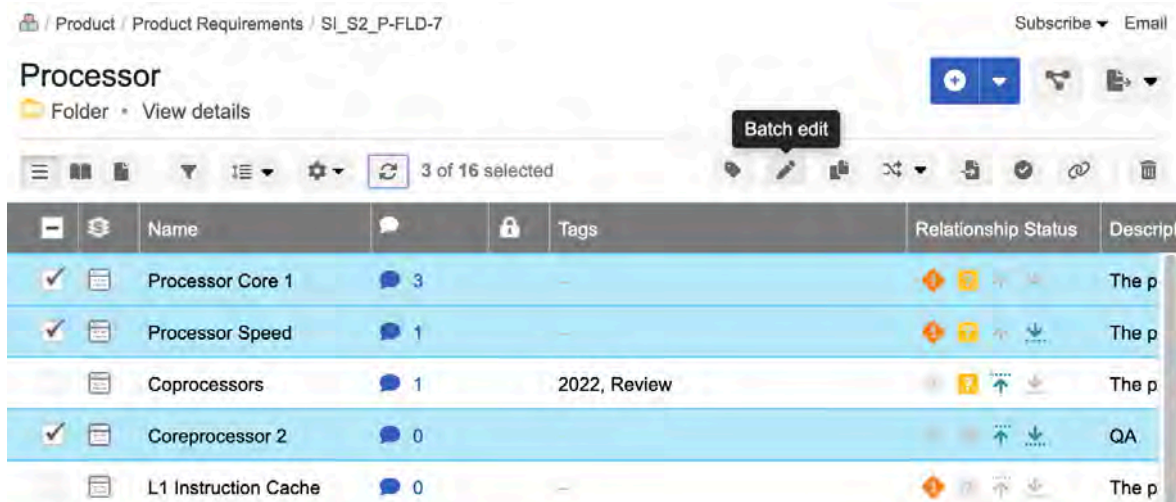 / Product / Product Requirements / SI_S2_P-FLD-7
Subscribe Email
Processor
Folder • View details
Batch edit
3 of 16 selected
Name Tags Relationship Status Descript
Processor Core 1 3 – The p
Processor Speed 1 – The p
Coprocessors 1 2022, Review The p
Coreprocessor 2 0 QA
L1 Instruction Cache 0 – The p